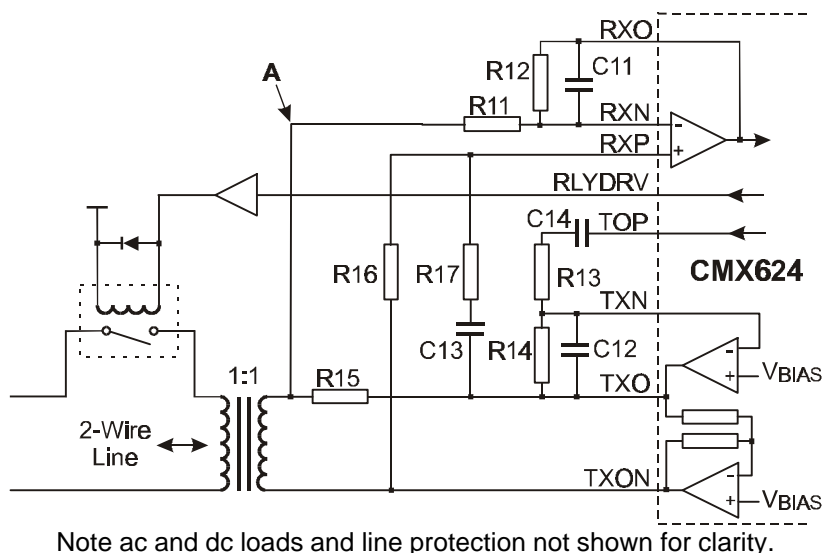 RXO
R12
C11
A
R11
RXN
RXP
RLYDRV
C14
TOP
CMX624
R16
R17
R13
TXN
C13
R14
C12
1:1
R15
TXO
VBIAS
2-Wire
Line
TXON
VBIAS
Note ac and dc loads and line protection not shown for clarity.